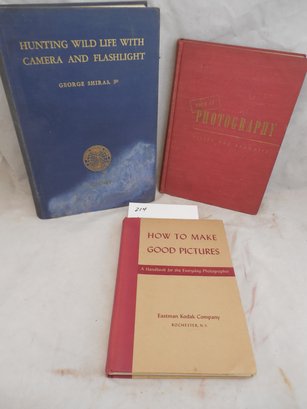 HUNTING WILD LIFE WITH
CAMERA AND FLASHLIGHT
GEORGE SHIRAS, 3D
PHOTOGRAPHY
214
HOW TO MAKE
GOOD PICTURES
A Handbook for the Everyday Photographer
Eastman Kodak Company
ROCHESTER, N.Y.